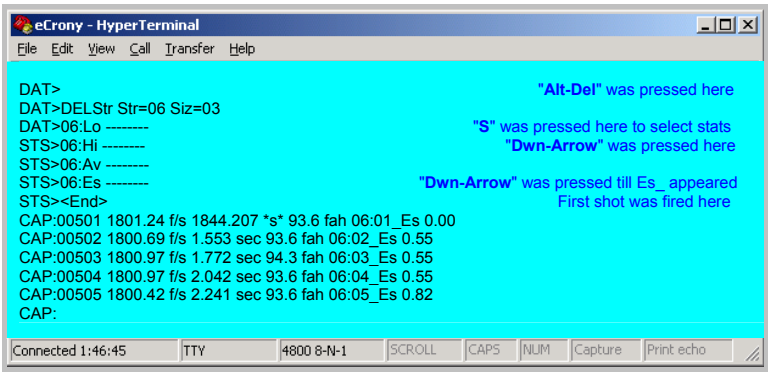 eCrony - HyperTerminal
File Edit View Call Transfer Help
DAT> "Alt-Del" was pressed here
DAT>DELStr Str=06 Siz=03
DAT>06:Lo -------- "S" was pressed here to select stats
STS>06:Hi -------- "Dwn-Arrow" was pressed here
STS>06:Av --------
STS>06:Es -------- "Dwn-Arrow" was pressed till Es_ appeared
STS><End> First shot was fired here
CAP:00501 1801.24 f/s 1844.207 *s* 93.6 fah 06:01_Es 0.00
CAP:00502 1800.69 f/s 1.553 sec 93.6 fah 06:02_Es 0.55
CAP:00503 1800.97 f/s 1.772 sec 94.3 fah 06:03_Es 0.55
CAP:00504 1800.97 f/s 2.042 sec 93.6 fah 06:04_Es 0.55
CAP:00505 1800.42 f/s 2.241 sec 93.6 fah 06:05_Es 0.82
CAP:
Connected 1:46:45 TTY 4800 8-N-1 SCROLL CAPS NUM Capture Print echo